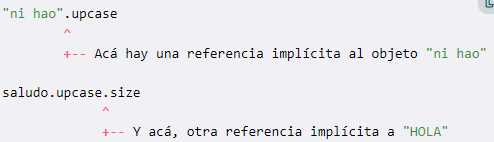 "ni hao".upcase
^
+-- Acá hay una referencia implícita al objeto "ni hao"
saludo.upcase.size
^
+-- Y acá, otra referencia implícita a "HOLA"